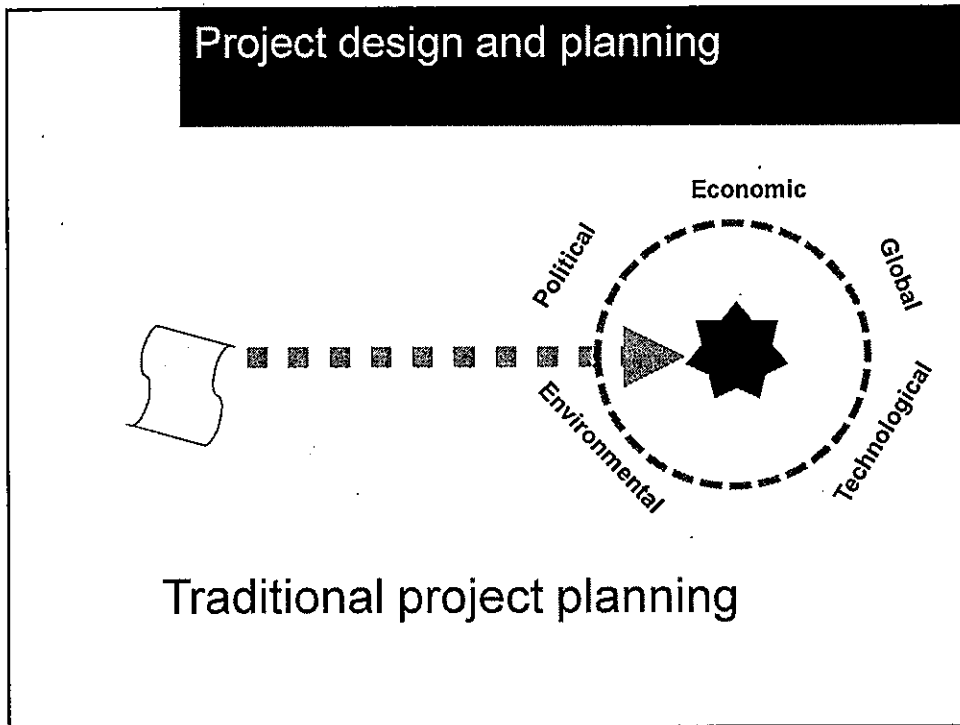 Project design and planning
Economic
Political
Global
Environmental
Technological
Traditional project planning